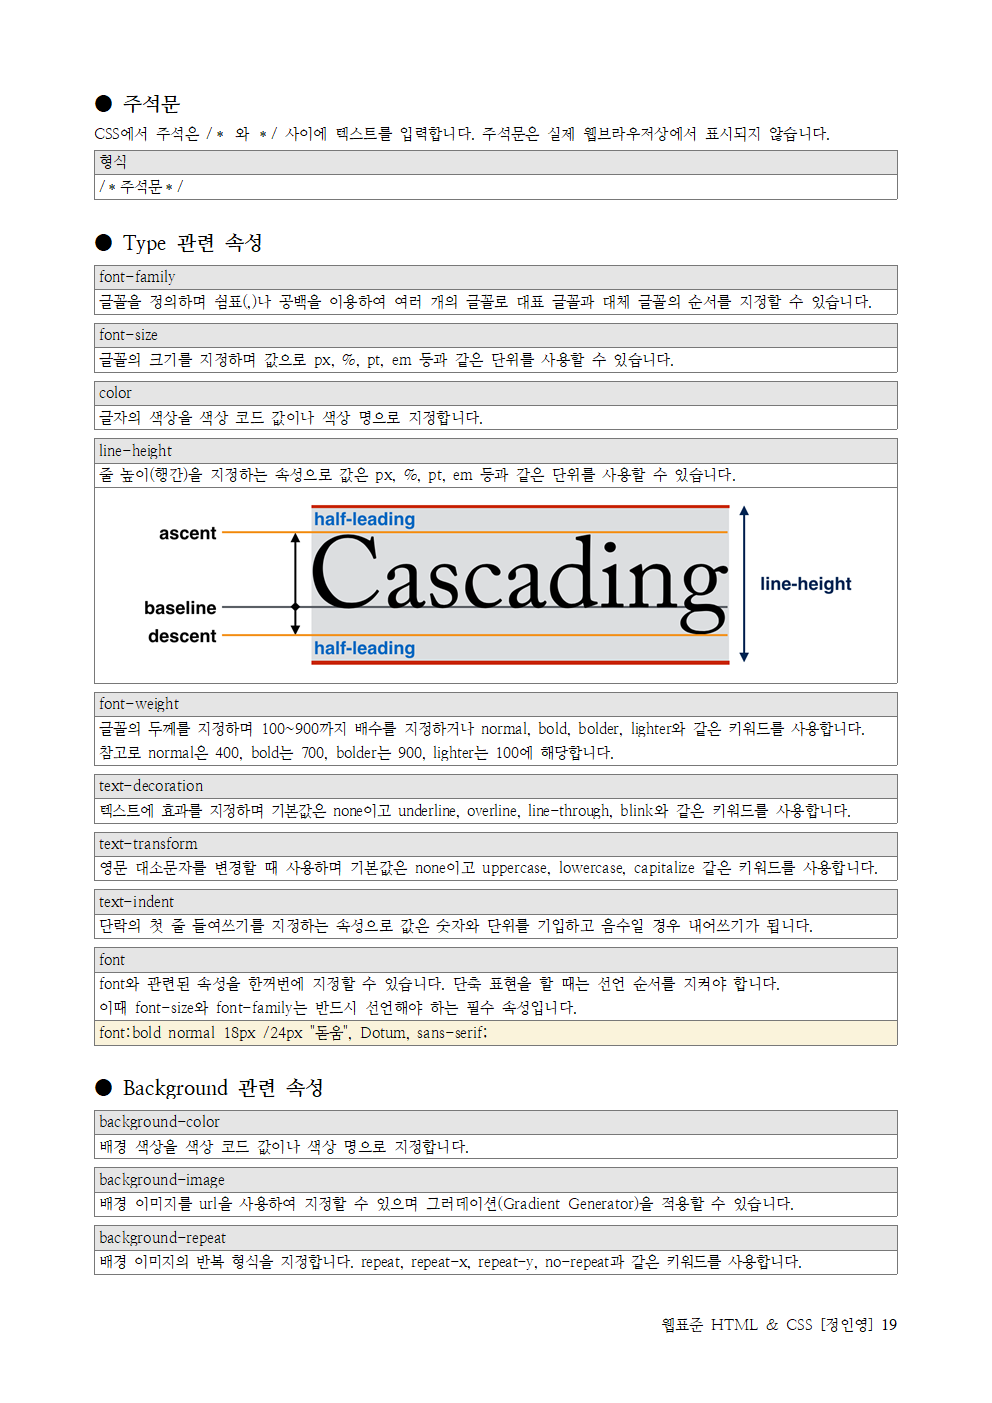 ● 주석문
CSS에서 주석은 /* 와 */ 사이에 텍스트를 입력합니다. 주석문은 실제 웹브라우저상에서 표시되지 않습니다.
형식
/*주석문*/
● Type 관련 속성
font-family
글꼴을 정의하며 쉼표(,)나 공백을 이용하여 여러 개의 글꼴로 대표 글꼴과 대체 글꼴의 순서를 지정할 수 있습니다.
font-size
글꼴의 크기를 지정하며 값으로 px, %, pt, em 등과 같은 단위를 사용할 수 있습니다.
color
글자의 색상을 색상 코드 값이나 색상 명으로 지정합니다.
line-height
줄 높이(행간)을 지정하는 속성으로 값은 px, %, pt, em 등과 같은 단위를 사용할 수 있습니다.
half-leading
ascent
Cascading
line-height
baseline
descent
half-leading
font-weight
글꼴의 두께를 지정하며 100~900까지 배수를 지정하거나 normal, bold, bolder, lighter와 같은 키워드를 사용합니다.
참고로 normal은 400, bold는 700, bolder는 900, lighter는 100에 해당합니다.
text-decoration
텍스트에 효과를 지정하며 기본값은 none이고 underline, overline, line-through, blink와 같은 키워드를 사용합니다.
text-transform
영문 대소문자를 변경할 때 사용하며 기본값은 none이고 uppercase, lowercase, capitalize 같은 키워드를 사용합니다.
text-indent
단락의 첫 줄 들여쓰기를 지정하는 속성으로 값은 숫자와 단위를 기입하고 음수일 경우 내어쓰기가 됩니다.
font
font와 관련된 속성을 한꺼번에 지정할 수 있습니다. 단축 표현을 할 때는 선언 순서를 지켜야 합니다.
이때 font-size와 font-family는 반드시 선언해야 하는 필수 속성입니다.
font:bold normal 18px /24px "돋움", Dotum, sans-serif;
● Background 관련 속성
background-color
배경 색상을 색상 코드 값이나 색상 명으로 지정합니다.
background-image
배경 이미지를 url을 사용하여 지정할 수 있으며 그러데이션(Gradient Generator)을 적용할 수 있습니다.
background-repeat
배경 이미지의 반복 형식을 지정합니다. repeat, repeat-x, repeat-y, no-repeat과 같은 키워드를 사용합니다.
웹표준 HTML & CSS [정인영] 19